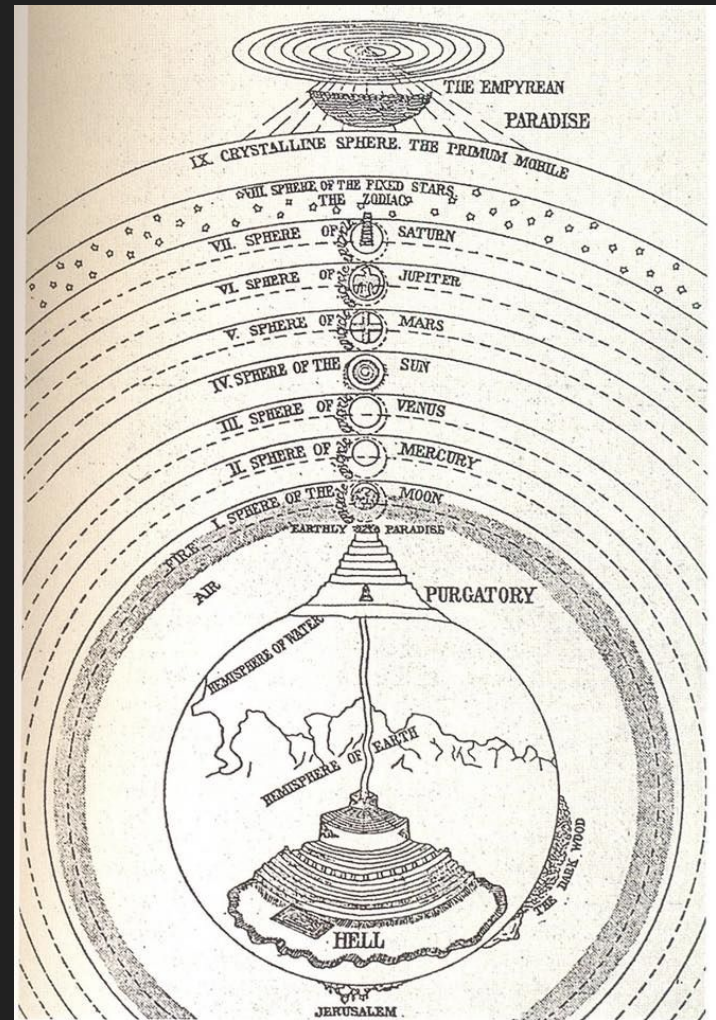 THE EMPYREAN
PARADISE
IX. CRYSTALLINE SPHERE. THE PRIMUM MOBILE
VIII. SPHERE OF THE FIXED STARS
THE ZODIAC
VII. SPHERE OF SATURN
VI. SPHERE OF JUPITER
V. SPHERE OF MARS
IV. SPHERE OF THE SUN
III. SPHERE OF VENUS
II. SPHERE OF MERCURY
I. SPHERE OF THE MOON
EARTHLY PARADISE
FIRE
AIR
PURGATORY
HEMISPHERE OF WATER
HEMISPHERE OF EARTH
THE DARK WOOD
HELL
JERUSALEM.